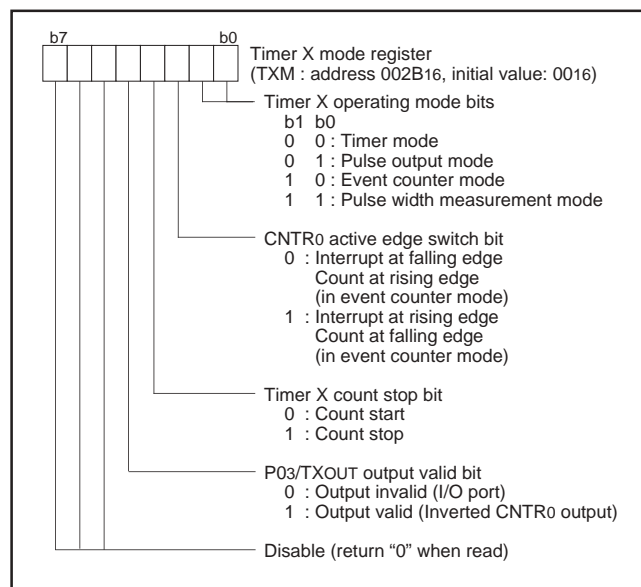 b7 b0
Timer X mode register
(TXM : address 002B16, initial value: 0016)
Timer X operating mode bits
b1 b0
0 0 : Timer mode
0 1 : Pulse output mode
1 0 : Event counter mode
1 1 : Pulse width measurement mode
CNTR0 active edge switch bit
0 : Interrupt at falling edge
Count at rising edge
(in event counter mode)
1 : Interrupt at rising edge
Count at falling edge
(in event counter mode)
Timer X count stop bit
0 : Count start
1 : Count stop
P03/TXOUT output valid bit
0 : Output invalid (I/O port)
1 : Output valid (Inverted CNTR0 output)
Disable (return “0” when read)